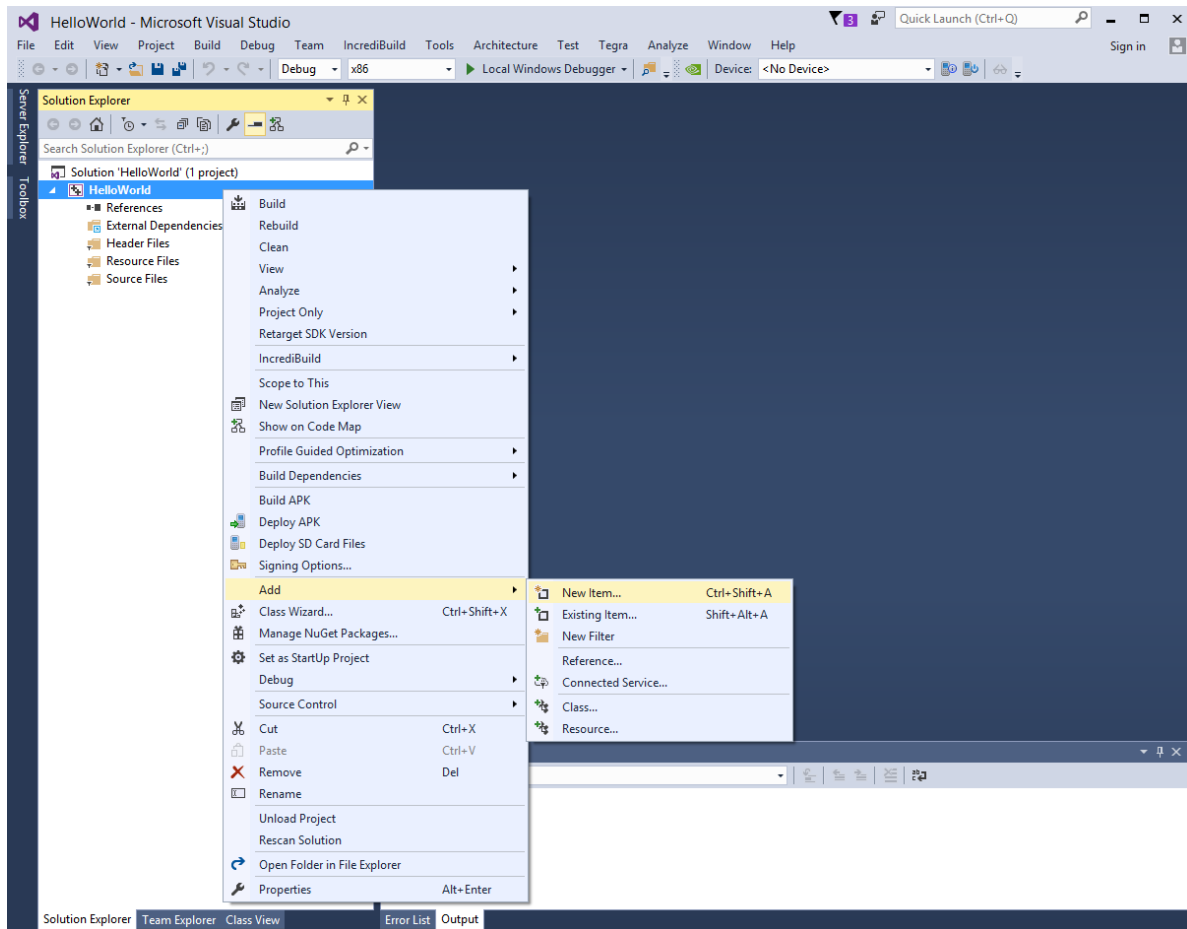 HelloWorld - Microsoft Visual Studio
3
Quick Launch (Ctrl+Q)
File Edit View Project Build Debug Team IncrediBuild Tools Architecture Test Tegra Analyze Window Help
Sign in
Debug x86 Local Windows Debugger Device: <No Device>
Server Explorer
Toolbox
Solution Explorer
Search Solution Explorer (Ctrl+;)
Solution 'HelloWorld' (1 project)
HelloWorld
References
External Dependencies
Header Files
Resource Files
Source Files
Build
Rebuild
Clean
View
Analyze
Project Only
Retarget SDK Version
IncrediBuild
Scope to This
New Solution Explorer View
Show on Code Map
Profile Guided Optimization
Build Dependencies
Build APK
Deploy APK
Deploy SD Card Files
Signing Options...
Add
Class Wizard... Ctrl+Shift+X
Manage NuGet Packages...
Set as StartUp Project
Debug
Source Control
Cut Ctrl+X
Paste Ctrl+V
Remove Del
Rename
Unload Project
Rescan Solution
Open Folder in File Explorer
Properties Alt+Enter
New Item... Ctrl+Shift+A
Existing Item... Shift+Alt+A
New Filter
Reference...
Connected Service...
Class...
Resource...
Solution Explorer Team Explorer Class View
Error List Output